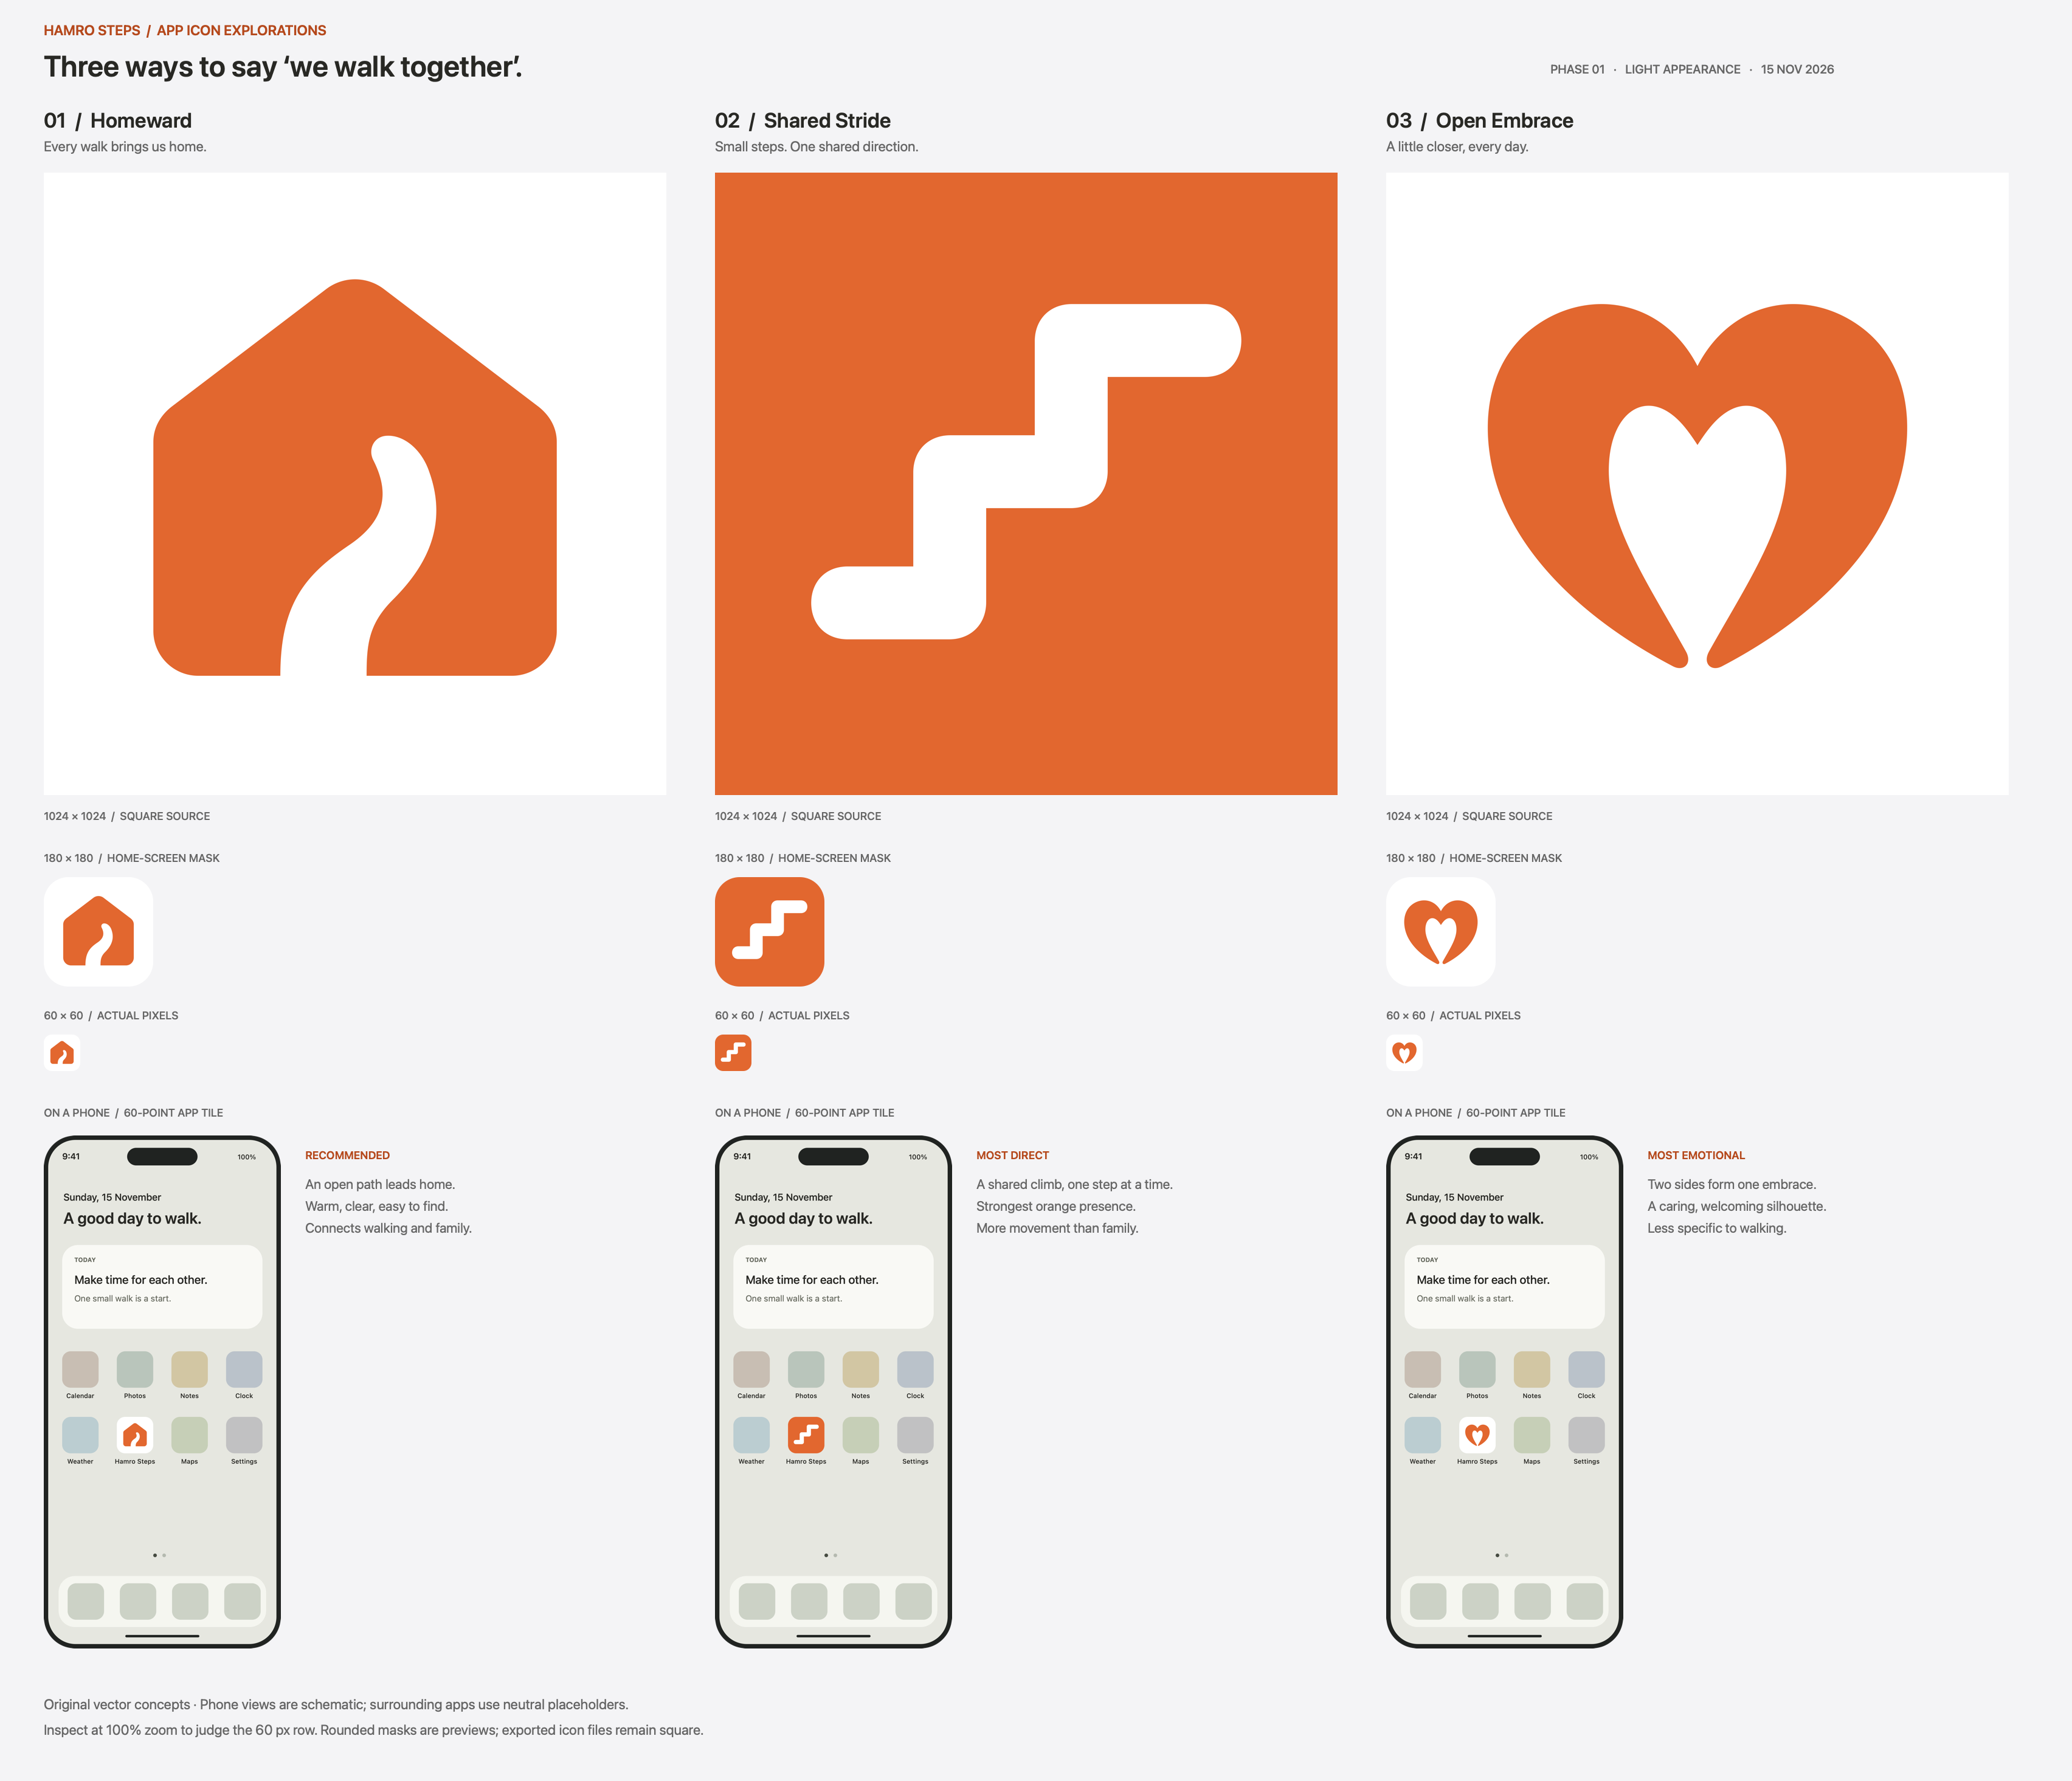 HAMRO STEPS / APP ICON EXPLORATIONS
Three ways to say ‘we walk together’.
PHASE 01 · LIGHT APPEARANCE · 15 NOV 2026
01 / Homeward
Every walk brings us home.
02 / Shared Stride
Small steps. One shared direction.
03 / Open Embrace
A little closer, every day.
1024 × 1024 / SQUARE SOURCE
1024 × 1024 / SQUARE SOURCE
1024 × 1024 / SQUARE SOURCE
180 × 180 / HOME-SCREEN MASK
180 × 180 / HOME-SCREEN MASK
180 × 180 / HOME-SCREEN MASK
60 × 60 / ACTUAL PIXELS
60 × 60 / ACTUAL PIXELS
60 × 60 / ACTUAL PIXELS
ON A PHONE / 60-POINT APP TILE
9:41
100%
Sunday, 15 November
A good day to walk.
TODAY
Make time for each other.
One small walk is a start.
Calendar Photos Notes Clock
Weather Hamro Steps Maps Settings
RECOMMENDED
An open path leads home.
Warm, clear, easy to find.
Connects walking and family.
ON A PHONE / 60-POINT APP TILE
9:41
100%
Sunday, 15 November
A good day to walk.
TODAY
Make time for each other.
One small walk is a start.
Calendar Photos Notes Clock
Weather Hamro Steps Maps Settings
MOST DIRECT
A shared climb, one step at a time.
Strongest orange presence.
More movement than family.
ON A PHONE / 60-POINT APP TILE
9:41
100%
Sunday, 15 November
A good day to walk.
TODAY
Make time for each other.
One small walk is a start.
Calendar Photos Notes Clock
Weather Hamro Steps Maps Settings
MOST EMOTIONAL
Two sides form one embrace.
A caring, welcoming silhouette.
Less specific to walking.
Original vector concepts · Phone views are schematic; surrounding apps use neutral placeholders.
Inspect at 100% zoom to judge the 60 px row. Rounded masks are previews; exported icon files remain square.